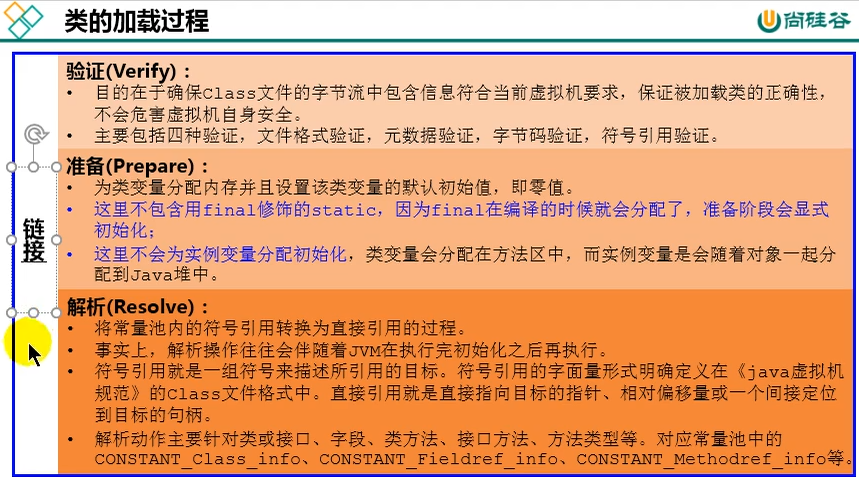 类的加载过程
尚硅谷
链接
验证(Verify)：
• 目的在于确保Class文件的字节流中包含信息符合当前虚拟机要求，保证被加载类的正确性，
不会危害虚拟机自身安全。
• 主要包括四种验证，文件格式验证，元数据验证，字节码验证，符号引用验证。
准备(Prepare)：
• 为类变量分配内存并且设置该类变量的默认初始值，即零值。
• 这里不包含用final修饰的static，因为final在编译的时候就会分配了，准备阶段会显式
初始化；
• 这里不会为实例变量分配初始化，类变量会分配在方法区中，而实例变量是会随着对象一起分
配到Java堆中。
解析(Resolve)：
• 将常量池内的符号引用转换为直接引用的过程。
• 事实上，解析操作往往会伴随着JVM在执行完初始化之后再执行。
• 符号引用就是一组符号来描述所引用的目标。符号引用的字面量形式明确定义在《java虚拟机
规范》的Class文件格式中。直接引用就是直接指向目标的指针、相对偏移量或一个间接定位
到目标的句柄。
• 解析动作主要针对类或接口、字段、类方法、接口方法、方法类型等。对应常量池中的
CONSTANT_Class_info、CONSTANT_Fieldref_info、CONSTANT_Methodref_info等。